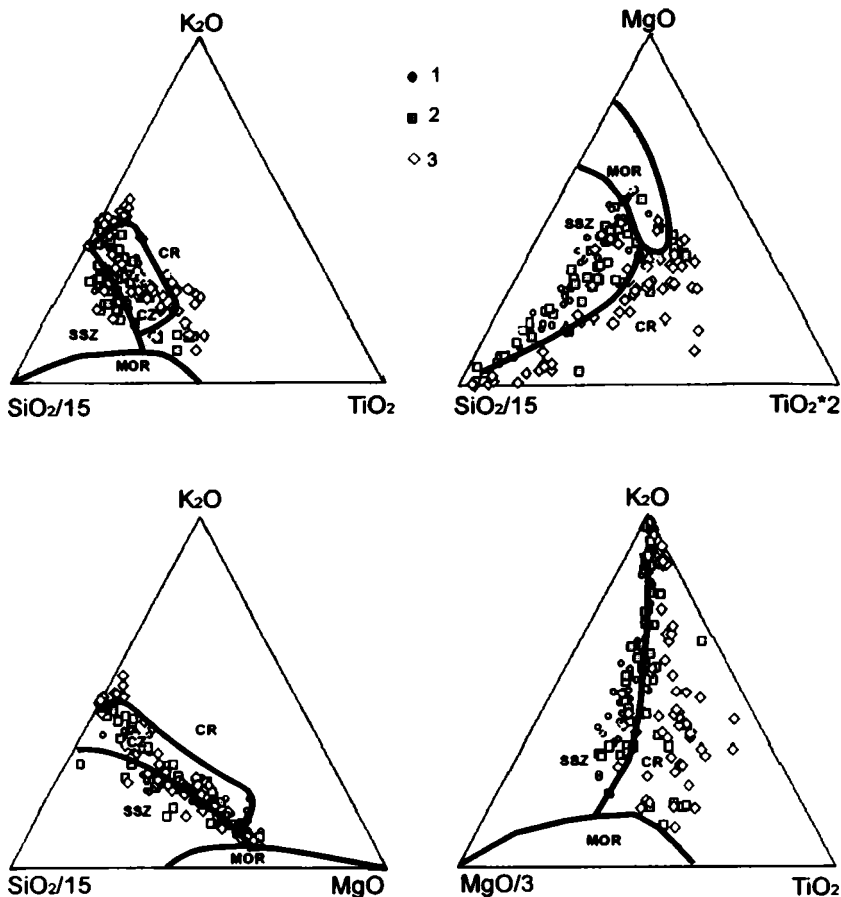 K₂O
CR
CZ
SSZ
MOR
SiO₂/15
TiO₂
1
2
3
MgO
MOR
SSZ
CR
SiO₂/15
TiO₂*2
K₂O
CR
CZ
SSZ
MOR
SiO₂/15
MgO
K₂O
SSZ
CR
MOR
MgO/3
TiO₂